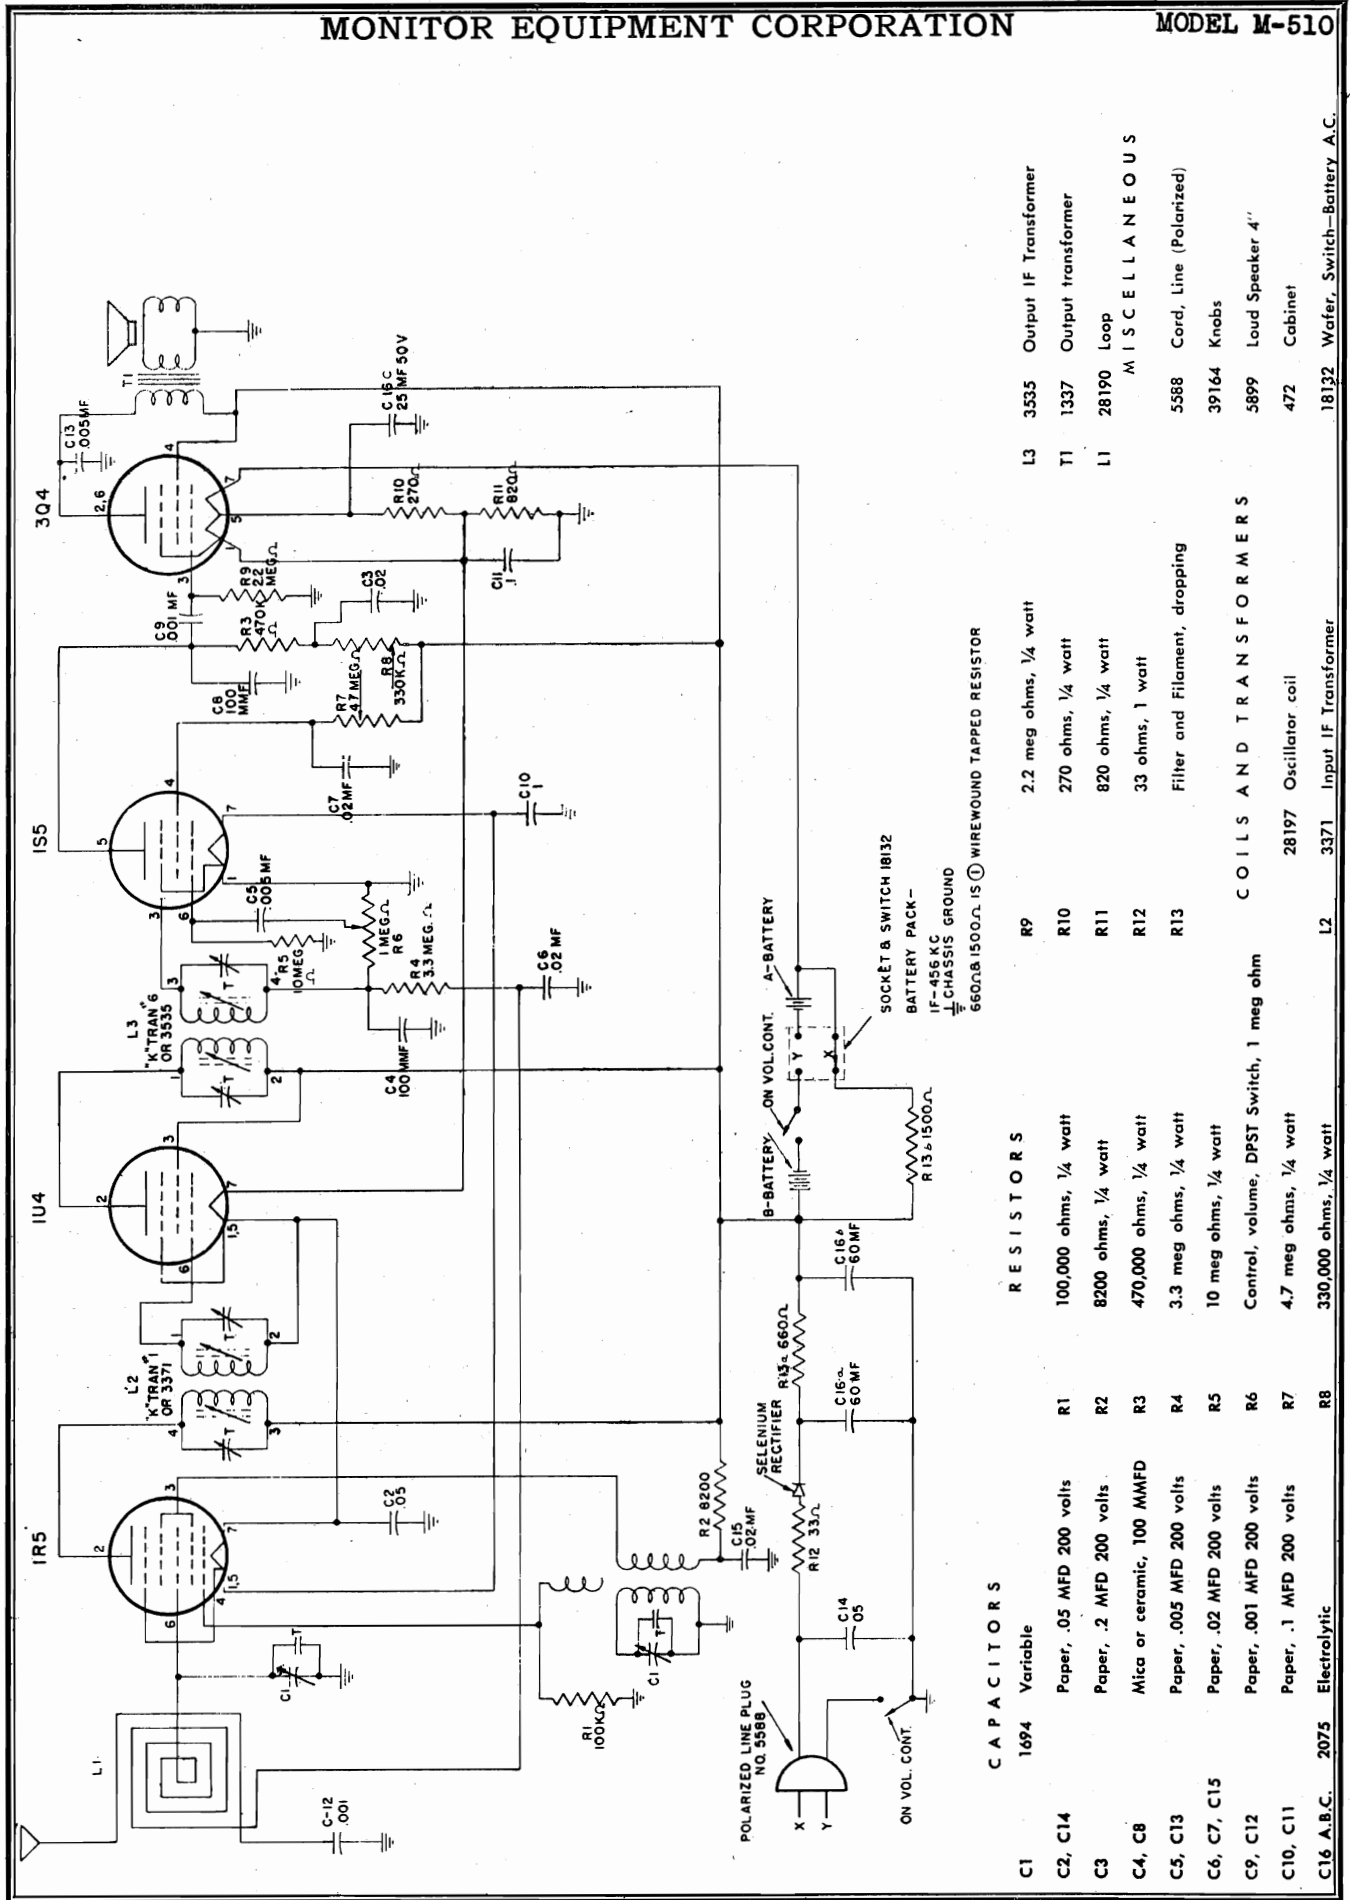 MONITOR EQUIPMENT CORPORATION
MODEL M-510
1R5
1U4
1S5
3Q4
L1
C-12
.001
6
2
3
7
1,5
4
C1
T
R1
100KΩ
C1
T
C2
.05
R2 8200
C15
.02 MF
L2
"K" TRAN" 1
OR 3371
4
3
T
1
2
T
6
2
3
7
1,5
L3
"K" TRAN" 6
OR 3535
1
2
T
3
4
T
R5
10MEG
Ω
C5
.005 MF
1 MEG.Ω
R6
R4
3.3 MEG.Ω
C4
100MMF
C6
.02 MF
3
6
5
4
7
1
C7
.02 MF
C10
.1
R7
4.7 MEG.Ω
R8
330KΩ
C8
100
MMF
R3
470K
Ω
C3
.02
C9
.001 MF
R9
2.2
MEG.Ω
3
2,6
4
7
5
1
C13
.005MF
T1
C 16C
25 MF 50V
R10
270Ω
R11
820Ω
C11
.1
POLARIZED LINE PLUG
NO. 5588
X
Y
ON VOL. CONT.
C14
.05
R12 33Ω
SELENIUM
RECTIFIER
C16a
60 MF
R13a 660Ω
C16b
60 MF
B-BATTERY
ON VOL.CONT.
A-BATTERY
Y
X
R13b 1500Ω
SOCKET & SWITCH 18132
BATTERY PACK-
IF-456 KC
CHASSIS GROUND
660Ω & 1500Ω IS 1 WIREWOUND TAPPED RESISTOR
CAPACITORS
C1 1694 Variable
C2, C14 Paper, .05 MFD 200 volts
C3 Paper, .2 MFD 200 volts
C4, C8 Mica or ceramic, 100 MMFD
C5, C13 Paper, .005 MFD 200 volts
C6, C7, C15 Paper, .02 MFD 200 volts
C9, C12 Paper, .001 MFD 200 volts
C10, C11 Paper, .1 MFD 200 volts
C16 A.B.C. 2075 Electrolytic
RESISTORS
R1 100,000 ohms, 1/4 watt
R2 8200 ohms, 1/4 watt
R3 470,000 ohms, 1/4 watt
R4 3.3 meg ohms, 1/4 watt
R5 10 meg ohms, 1/4 watt
R6 Control, volume, DPST Switch, 1 meg ohm
R7 4.7 meg ohms, 1/4 watt
R8 330,000 ohms, 1/4 watt
R9 2.2 meg ohms, 1/4 watt
R10 270 ohms, 1/4 watt
R11 820 ohms, 1/4 watt
R12 33 ohms, 1 watt
R13 Filter and Filament, dropping
COILS AND TRANSFORMERS
28197 Oscillator coil
L2 3371 Input IF Transformer
L3 3535 Output IF Transformer
T1 1337 Output transformer
L1 28190 Loop
MISCELLANEOUS
5588 Cord, Line (Polarized)
39164 Knobs
5899 Loud Speaker 4"
472 Cabinet
18132 Wafer, Switch—Battery A.C.